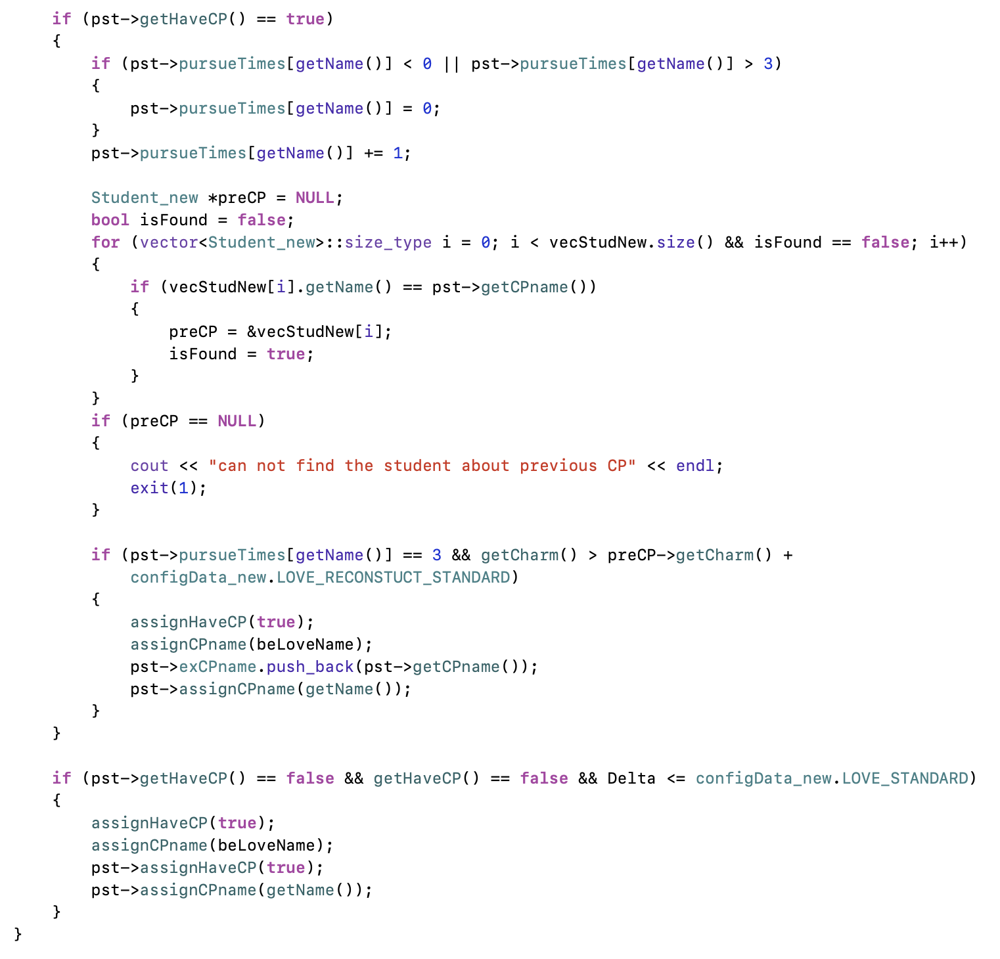 if (pst->getHaveCP() == true)
{
if (pst->pursueTimes[getName()] < 0 || pst->pursueTimes[getName()] > 3)
{
pst->pursueTimes[getName()] = 0;
}
pst->pursueTimes[getName()] += 1;
Student_new *preCP = NULL;
bool isFound = false;
for (vector<Student_new>::size_type i = 0; i < vecStudNew.size() && isFound == false; i++)
{
if (vecStudNew[i].getName() == pst->getCPname())
{
preCP = &vecStudNew[i];
isFound = true;
}
}
if (preCP == NULL)
{
cout << "can not find the student about previous CP" << endl;
exit(1);
}
if (pst->pursueTimes[getName()] == 3 && getCharm() > preCP->getCharm() +
configData_new.LOVE_RECONSTUCT_STANDARD)
{
assignHaveCP(true);
assignCPname(beLoveName);
pst->exCPname.push_back(pst->getCPname());
pst->assignCPname(getName());
}
}
if (pst->getHaveCP() == false && getHaveCP() == false && Delta <= configData_new.LOVE_STANDARD)
{
assignHaveCP(true);
assignCPname(beLoveName);
pst->assignHaveCP(true);
pst->assignCPname(getName());
}
}